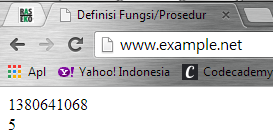 BAS
EKO
Definisi Fungsi/Prosedur
www.example.net
Apl Yahoo! Indonesia Codecademy
1380641068
5